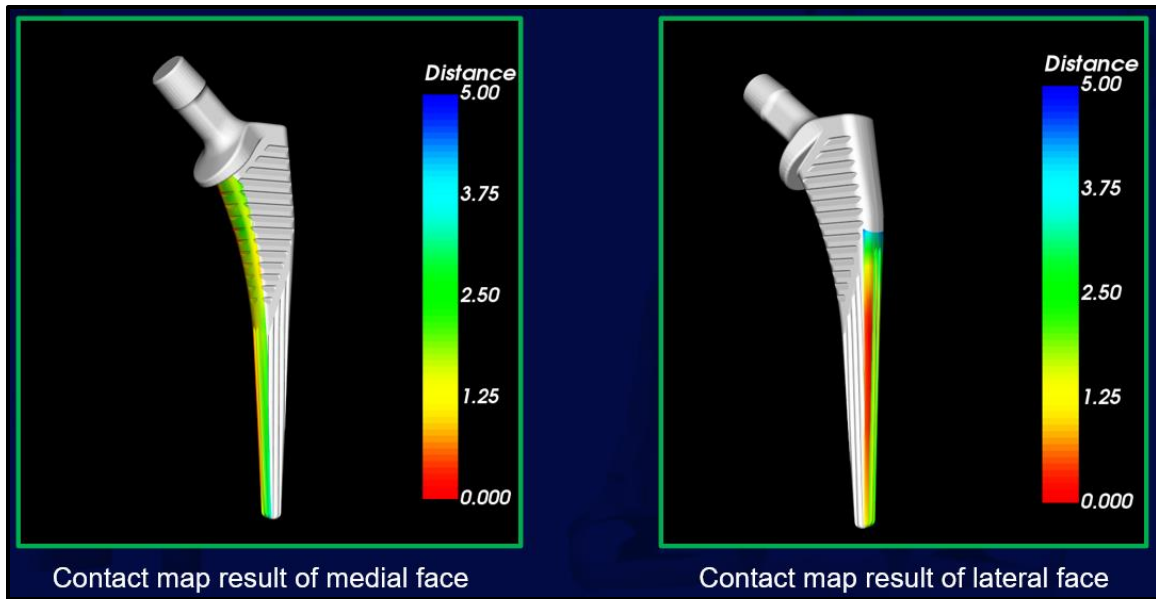 Distance
5.00
3.75
2.50
1.25
0.000
Contact map result of medial face
Distance
5.00
3.75
2.50
1.25
0.000
Contact map result of lateral face